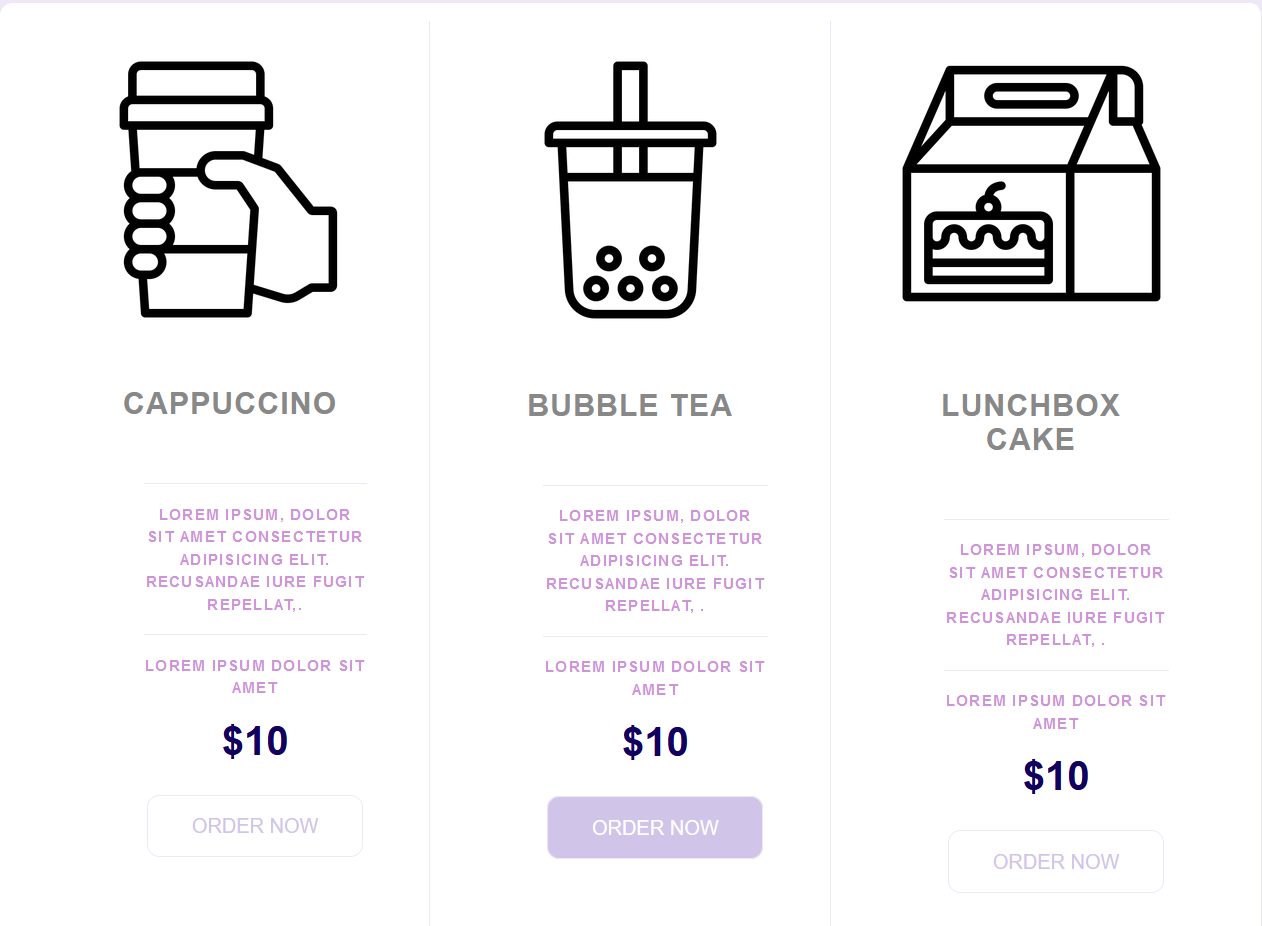 CAPPUCCINO
LOREM IPSUM, DOLOR
SIT AMET CONSECTETUR
ADIPISICING ELIT.
RECUSANDAE IURE FUGIT
REPELLAT,.
LOREM IPSUM DOLOR SIT
AMET
$10
ORDER NOW
BUBBLE TEA
LOREM IPSUM, DOLOR
SIT AMET CONSECTETUR
ADIPISICING ELIT.
RECUSANDAE IURE FUGIT
REPELLAT, .
LOREM IPSUM DOLOR SIT
AMET
$10
ORDER NOW
LUNCHBOX
CAKE
LOREM IPSUM, DOLOR
SIT AMET CONSECTETUR
ADIPISICING ELIT.
RECUSANDAE IURE FUGIT
REPELLAT, .
LOREM IPSUM DOLOR SIT
AMET
$10
ORDER NOW